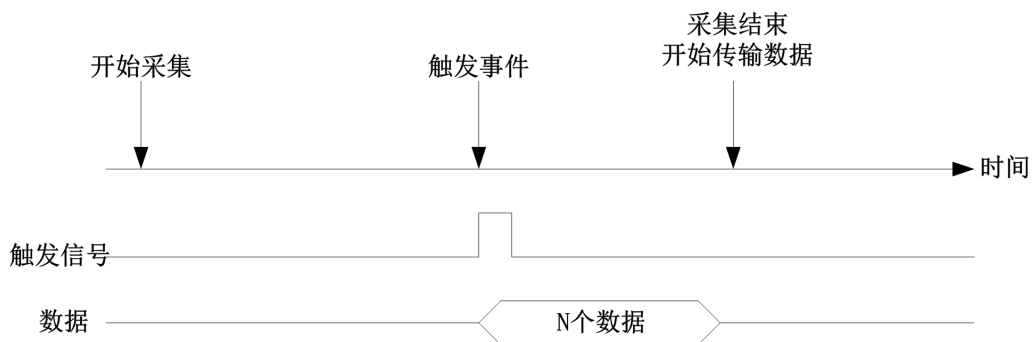 采集结束
开始传输数据
开始采集
触发事件
时间
触发信号
数据
N个数据